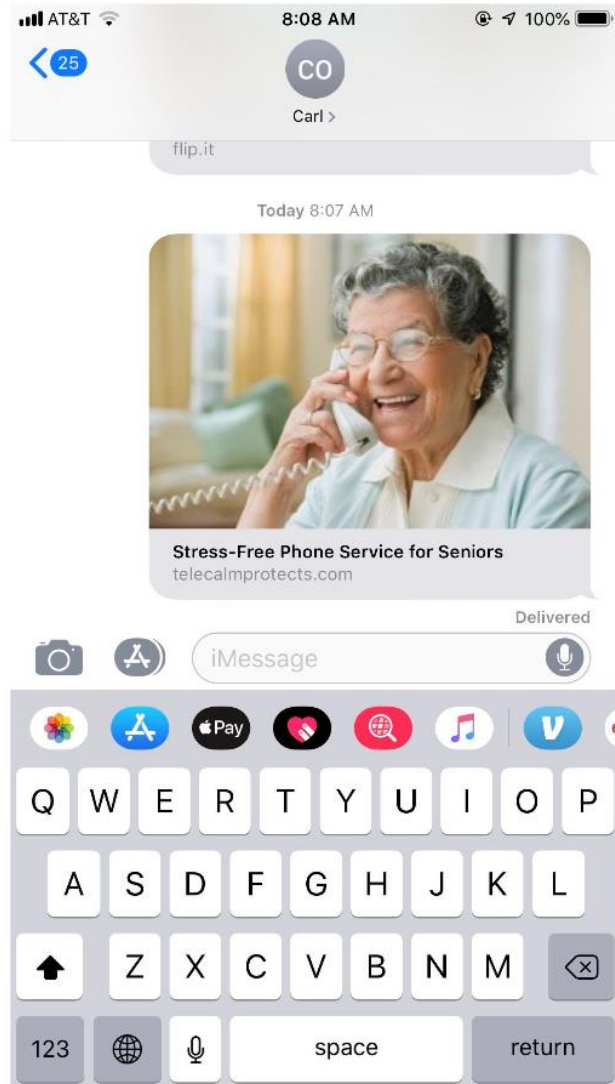 AT&T 8:08 AM 100%
25
CO
Carl >
flip.it
Today 8:07 AM
Stress-Free Phone Service for Seniors
telecalmprotects.com
Delivered
iMessage
Pay
Q W E R T Y U I O P
A S D F G H J K L
Z X C V B N M
123 space return